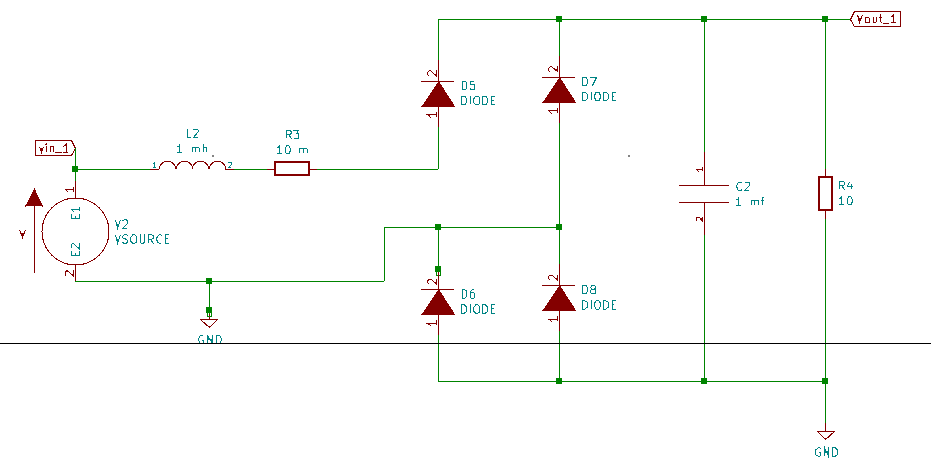 Vout_1
2
D5
DIODE
1
2
D7
DIODE
1
vin_1
L2
1 mh
1
2
R3
10 m
1
E1
V
E2
V2
VSOURCE
2
1
C2
1 mf
2
R4
10
2
D6
DIODE
1
2
D8
DIODE
1
GND
GND